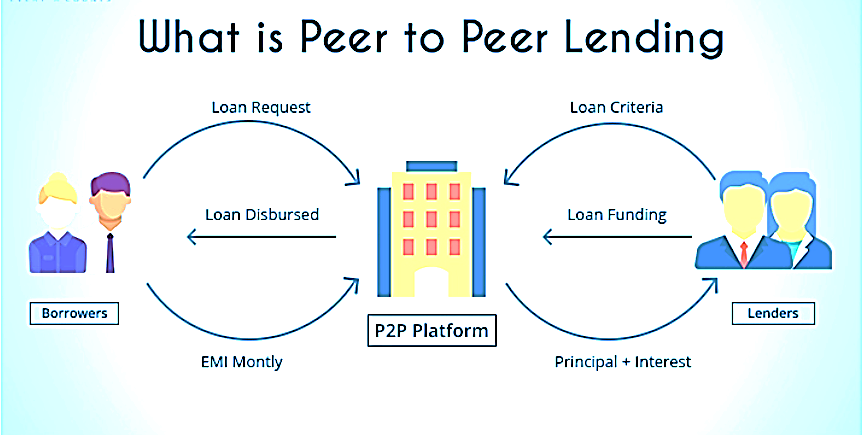 What is Peer to Peer Lending
Loan Request
Loan Criteria
Loan Disbursed
Loan Funding
Borrowers
P2P Platform
Lenders
EMI Montly
Principal + Interest